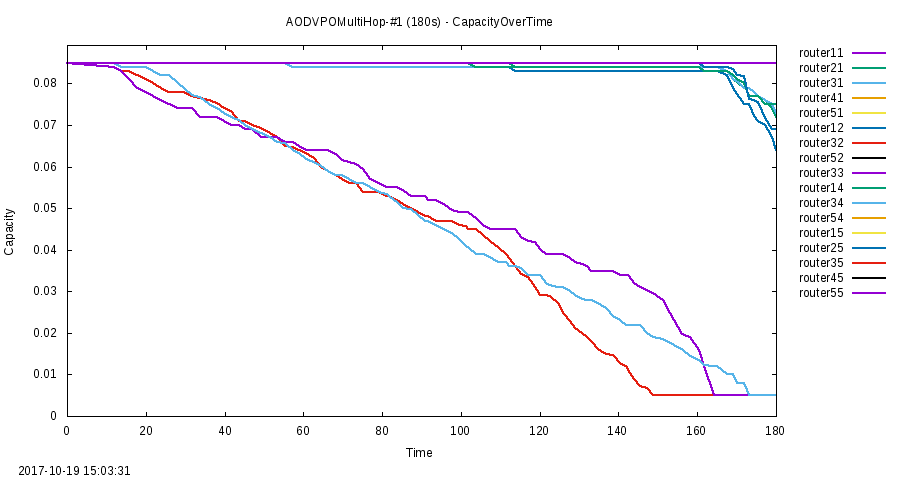 AODVPOMultiHop-#1 (180s) - CapacityOverTime
Capacity
0.08
0.07
0.06
0.05
0.04
0.03
0.02
0.01
0
0 20 40 60 80 100 120 140 160 180
Time
router11
router21
router31
router41
router51
router12
router32
router52
router33
router14
router34
router54
router15
router25
router35
router45
router55
2017-10-19 15:03:31